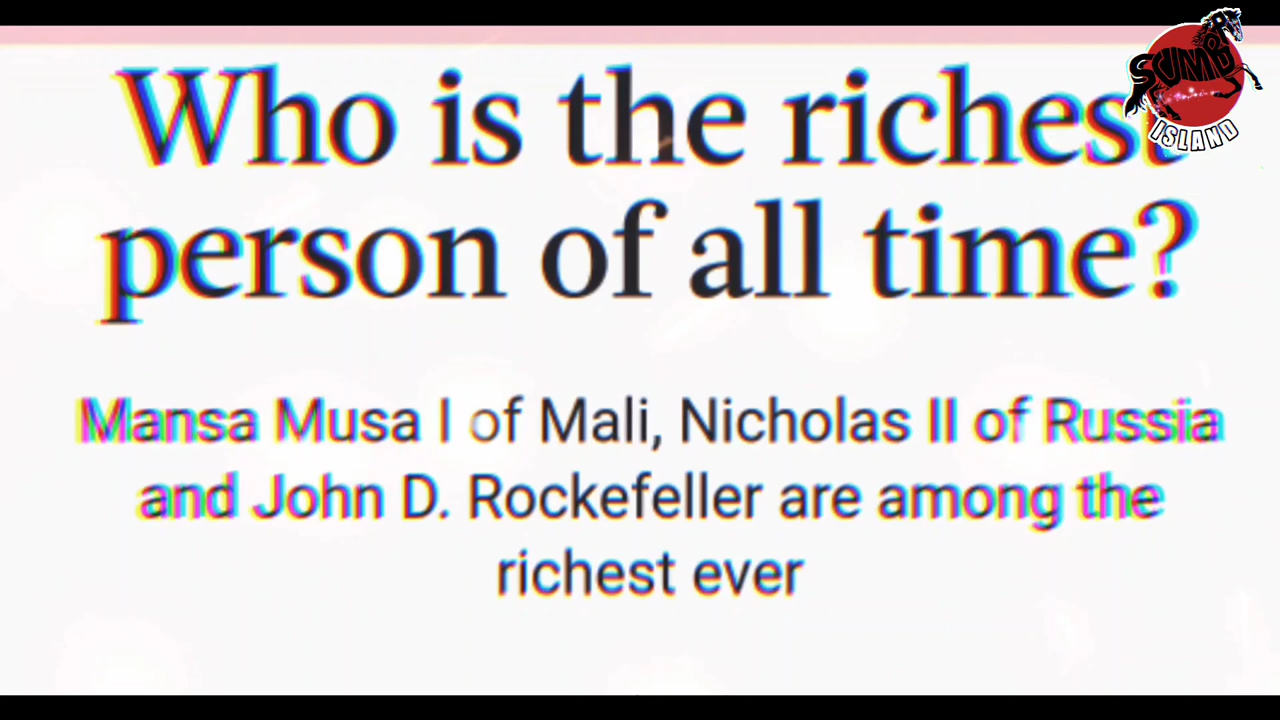 Who is the richest
person of all time?
Mansa Musa I of Mali, Nicholas II of Russia
and John D. Rockefeller are among the
richest ever
SUMBA
ISLAND